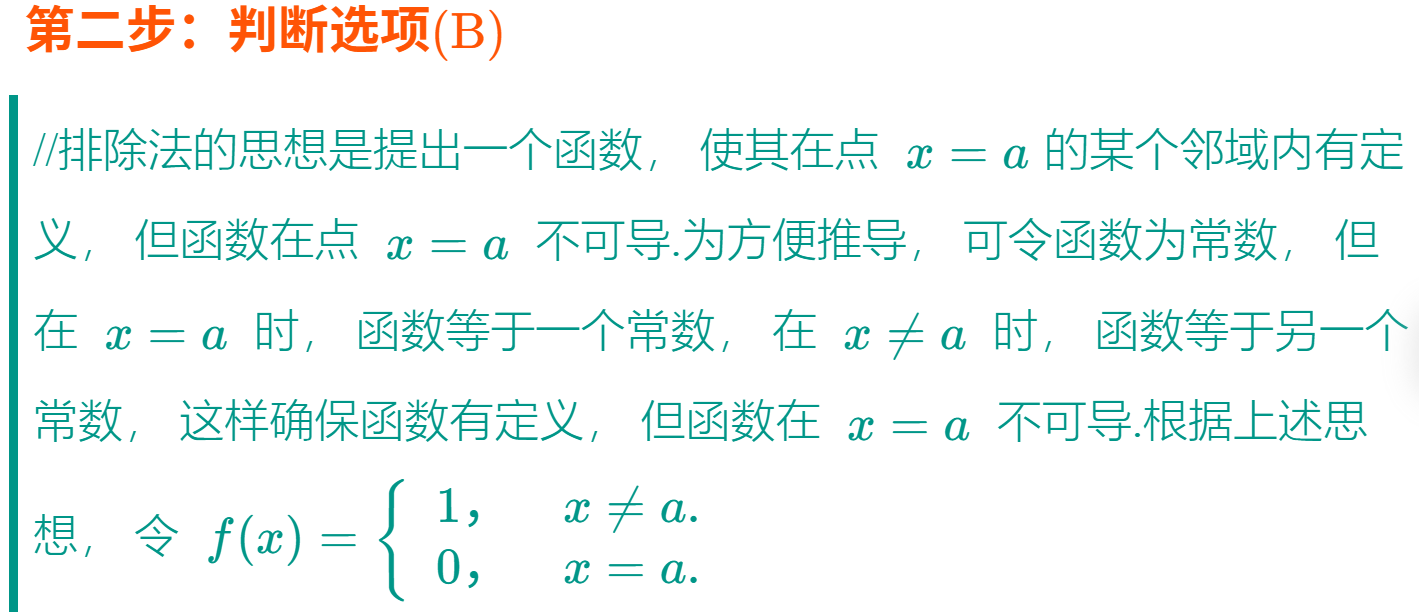 第二步：判断选项(B)
//排除法的思想是提出一个函数， 使其在点 x = a 的某个邻域内有定
义， 但函数在点 x = a 不可导.为方便推导， 可令函数为常数， 但
在 x = a 时， 函数等于一个常数， 在 x ≠ a 时， 函数等于另一个
常数， 这样确保函数有定义， 但函数在 x = a 不可导.根据上述思
想， 令 f(x) = { 1， x ≠ a.
0， x = a.